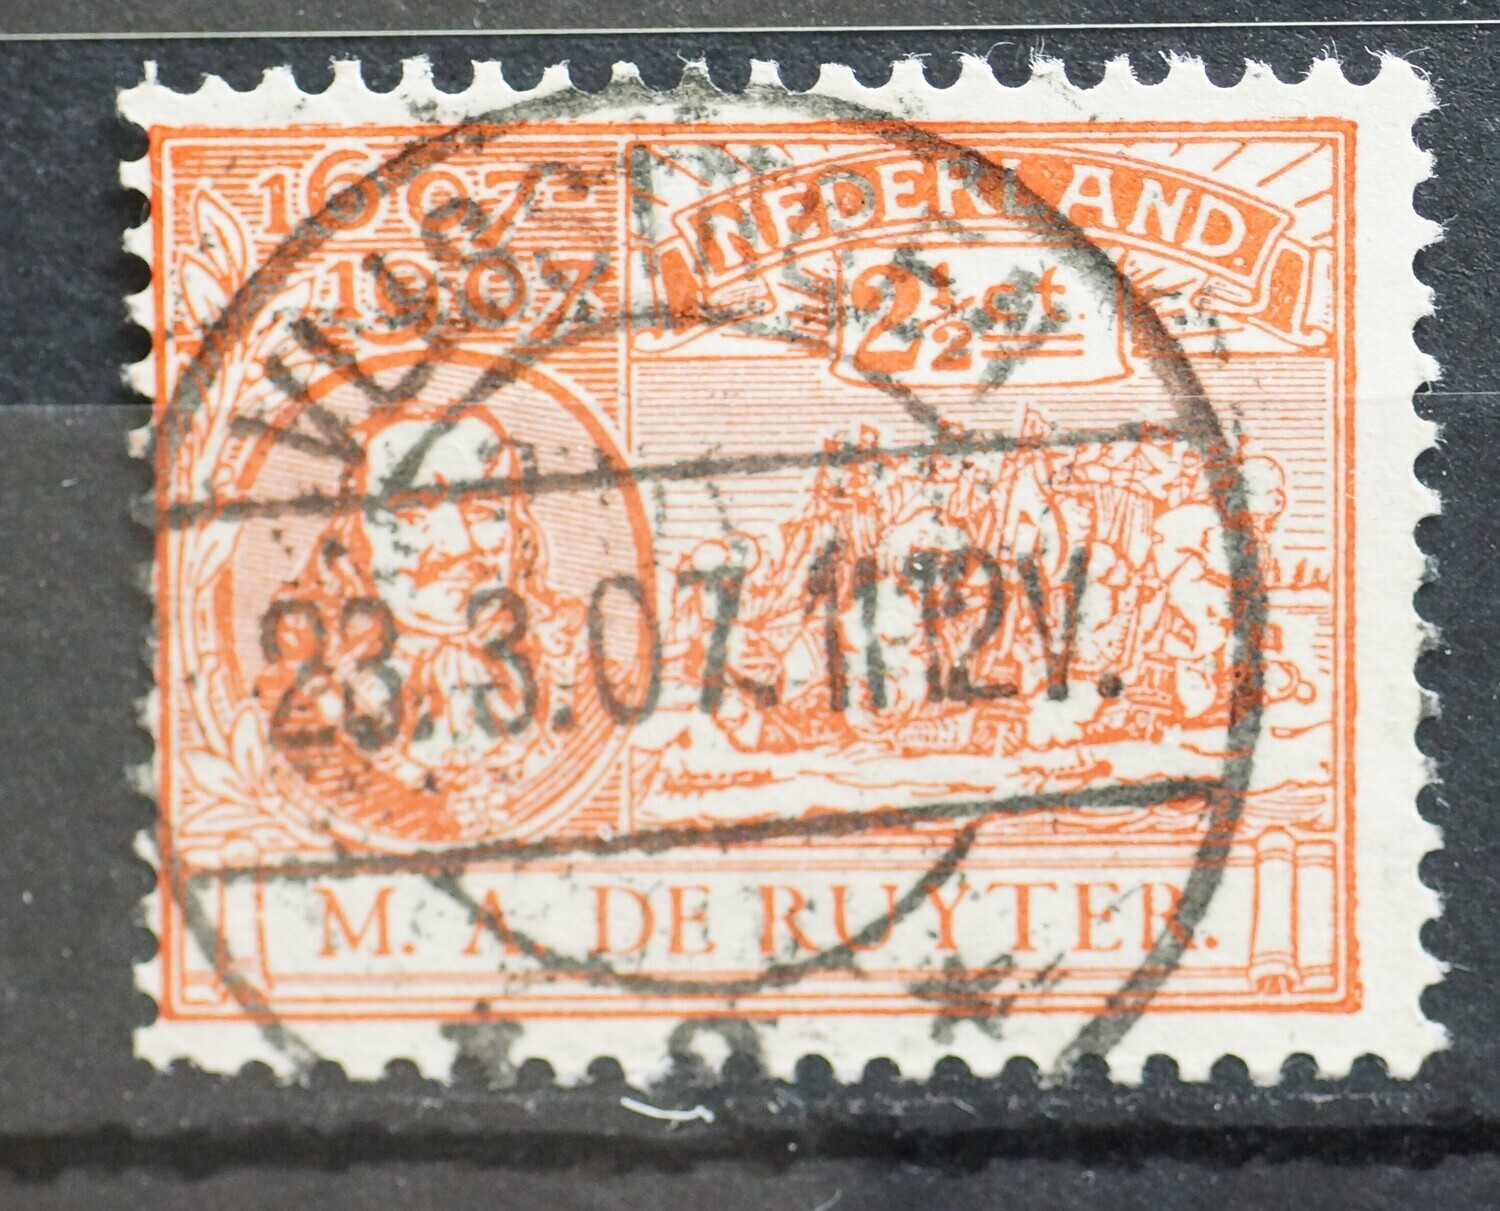 1607
1907
NEDERLAND.
2½ ct.
23.3.07. 11-12V.
M. A. DE RUYTER.